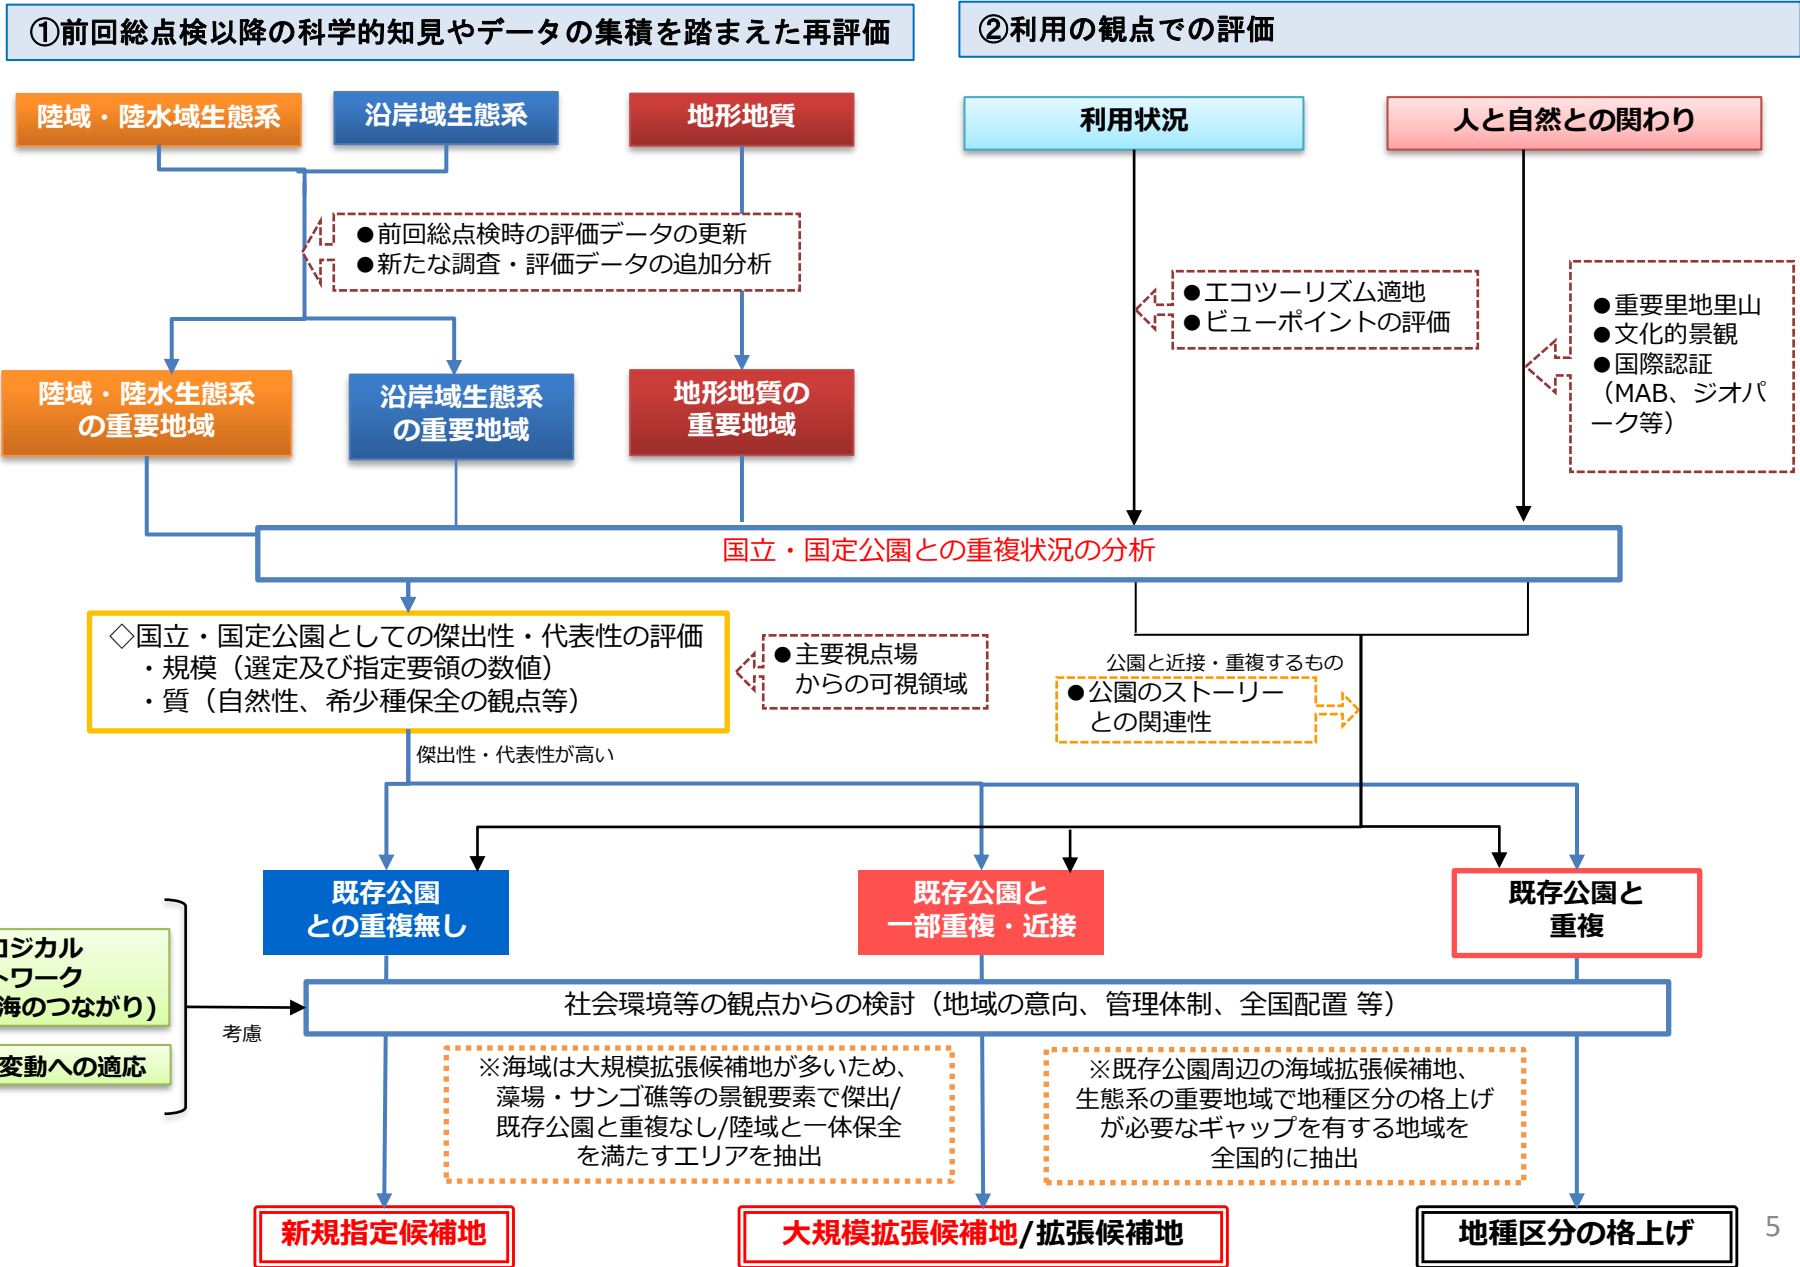 ①前回総点検以降の科学的知見やデータの集積を踏まえた再評価
②利用の観点での評価
陸域・陸水域生態系
沿岸域生態系
地形地質
利用状況
人と自然との関わり
●前回総点検時の評価データの更新
●新たな調査・評価データの追加分析
●エコツーリズム適地
●ビューポイントの評価
●重要里地里山
●文化的景観
●国際認証
（MAB、ジオパ
ーク等）
陸域・陸水生態系
の重要地域
沿岸域生態系
の重要地域
地形地質の
重要地域
国立・国定公園との重複状況の分析
◇国立・国定公園としての傑出性・代表性の評価
・規模（選定及び指定要領の数値）
・質（自然性、希少種保全の観点等）
●主要視点場
からの可視領域
公園と近接・重複するもの
●公園のストーリー
との関連性
傑出性・代表性が高い
既存公園
との重複無し
既存公園と
一部重複・近接
既存公園と
重複
ロジカル
トワーク
海のつながり)
変動への適応
考慮
社会環境等の観点からの検討（地域の意向、管理体制、全国配置 等）
※海域は大規模拡張候補地が多いため、
藻場・サンゴ礁等の景観要素で傑出/
既存公園と重複なし/陸域と一体保全
を満たすエリアを抽出
※既存公園周辺の海域拡張候補地、
生態系の重要地域で地種区分の格上げ
が必要なギャップを有する地域を
全国的に抽出
新規指定候補地
大規模拡張候補地/拡張候補地
地種区分の格上げ
5